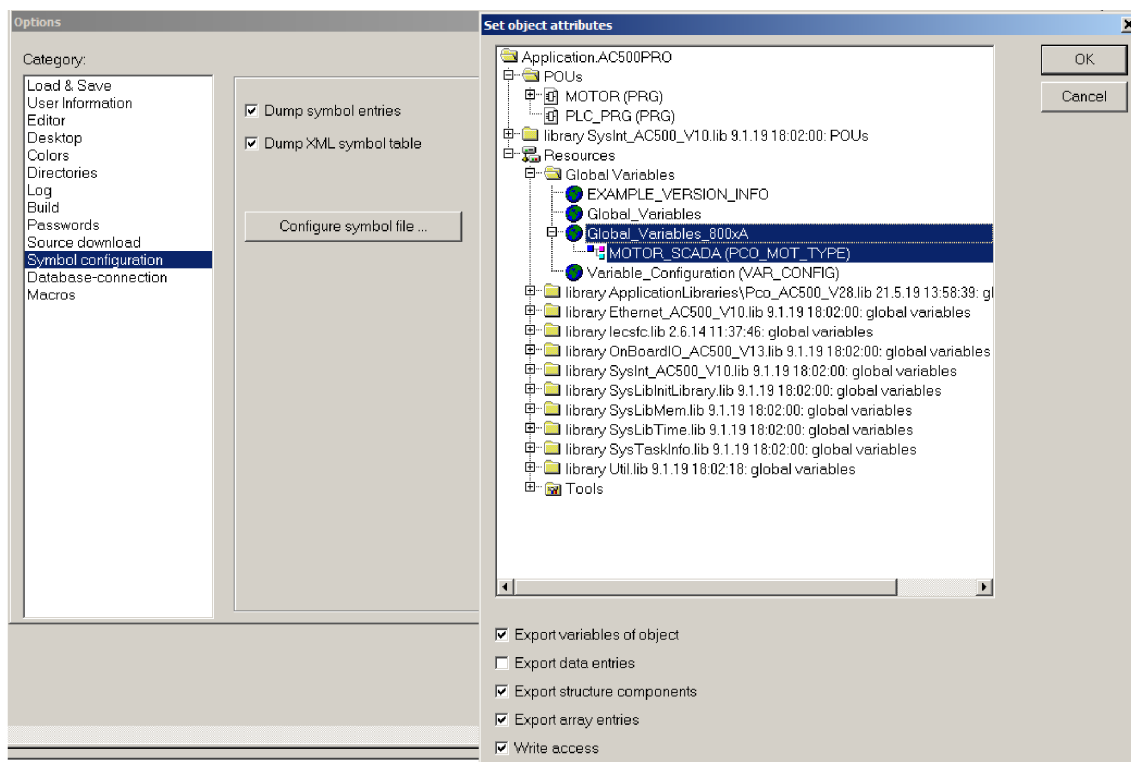 Options
Category:
Load & Save
User Information
Editor
Desktop
Colors
Directories
Log
Build
Passwords
Source download
Symbol configuration
Database-connection
Macros
Dump symbol entries
Dump XML symbol table
Configure symbol file ...
Set object attributes
Application.AC500PRO
POUs
MOTOR (PRG)
PLC_PRG (PRG)
library SysInt_AC500_V10.lib 9.1.19 18:02:00: POUs
Resources
Global Variables
EXAMPLE_VERSION_INFO
Global_Variables
Global_Variables_800xA
MOTOR_SCADA (PCO_MOT_TYPE)
Variable_Configuration (VAR_CONFIG)
library ApplicationLibraries\Pco_AC500_V28.lib 21.5.19 13:58:39: gl
library Ethernet_AC500_V10.lib 9.1.19 18:02:00: global variables
library Iecsfc.lib 2.6.14 11:37:46: global variables
library OnBoardIO_AC500_V13.lib 9.1.19 18:02:00: global variables
library SysInt_AC500_V10.lib 9.1.19 18:02:00: global variables
library SysLibInitLibrary.lib 9.1.19 18:02:00: global variables
library SysLibMem.lib 9.1.19 18:02:00: global variables
library SysLibTime.lib 9.1.19 18:02:00: global variables
library SysTaskInfo.lib 9.1.19 18:02:00: global variables
library Util.lib 9.1.19 18:02:18: global variables
Tools
OK
Cancel
Export variables of object
Export data entries
Export structure components
Export array entries
Write access